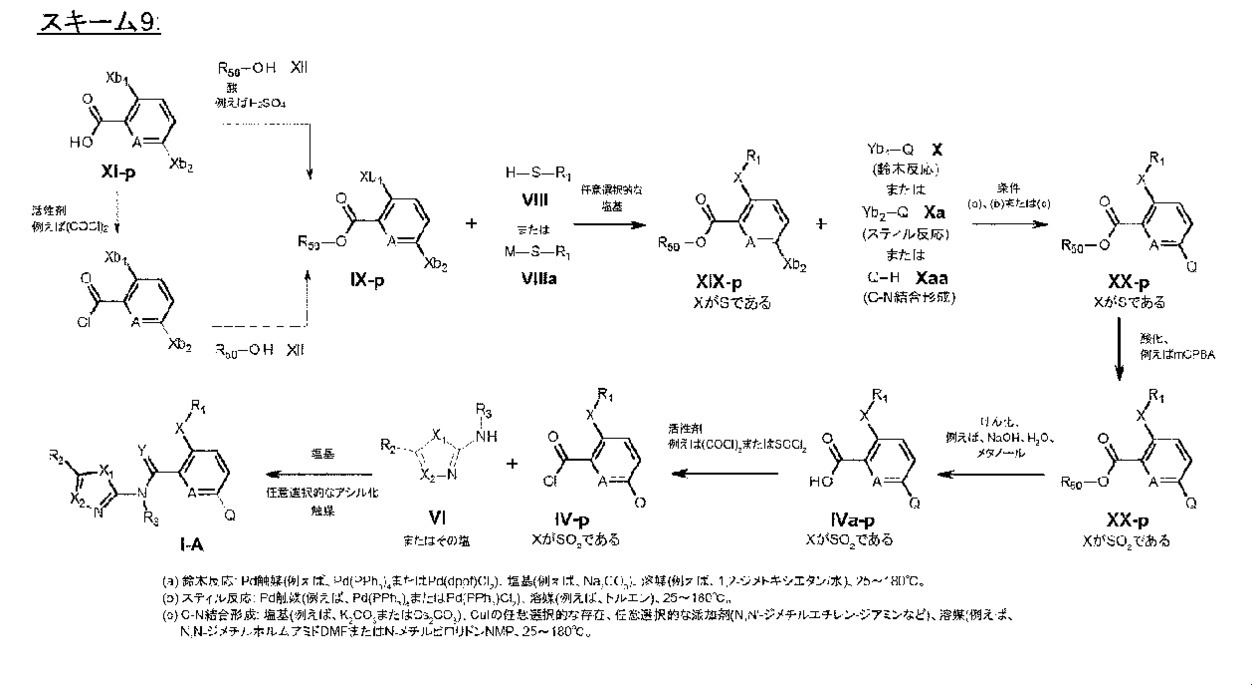 スキーム9:
R50–OH XII
酸
例えばH2SO4
Xb1
O
HO
A
Xb2
XI-p
活性剤
例えば(COCl)2
Xb1
O
Cl
A
Xb2
R50–OH XII
Xb1
O
R50
O
A
Xb2
IX-p
+
H–S–R1
VIII
または
M–S–R1
VIIIa
任意選択的な
塩基
R1
X
O
R50–O
A
Xb2
XIX-p
XがSである
+
X
(鈴木反応)
または
Yb2–Q Xa
(スティル反応)
または
Q–H Xaa
(C-N結合形成)
条件
(a)、(b)または(c)
R1
X
O
R50–O
A
Q
XX-p
XがSである
酸化、
例えばmCPBA
R1
X
O
R50–O
A
Q
XX-p
XがSO2である
けん化、
例えば、NaOH、H2O、
メタノール
R1
X
O
HO
A
Q
IVa-p
XがSO2である
活性剤
例えば(COCl)2またはSOCl2
R1
X
O
Cl
A
Q
IV-p
XがSO2である
+
R3
NH
X1
R2
X2
N
VI
またはその塩
塩基
任意選択的なアシル化
触媒
R1
X
Y
R2
X1
X2
N
N
R3
A
Q
I-A
(a) 鈴木反応: Pd触媒(例えば、Pd(PPh3)4またはPd(dppf)Cl2)、塩基(例えば、Na2CO3)、溶媒(例えば、1,2-ジメトキシエタン/水)、25~180℃。
(b) スティル反応: Pd触媒(例えば、Pd(PPh3)4またはPd(PPh3)Cl2)、溶媒(例えば、トルエン)、25~180℃。
(c) C-N結合形成: 塩基(例えば、K2CO3またはCs2CO3)、CuIの任意選択的な存在、任意選択的な添加剤(N,N'-ジメチルエチレン-ジアミンなど)、溶媒(例えば、
N,N-ジメチルホルムアミドDMFまたはN-メチルピロリドンNMP、25~180℃。